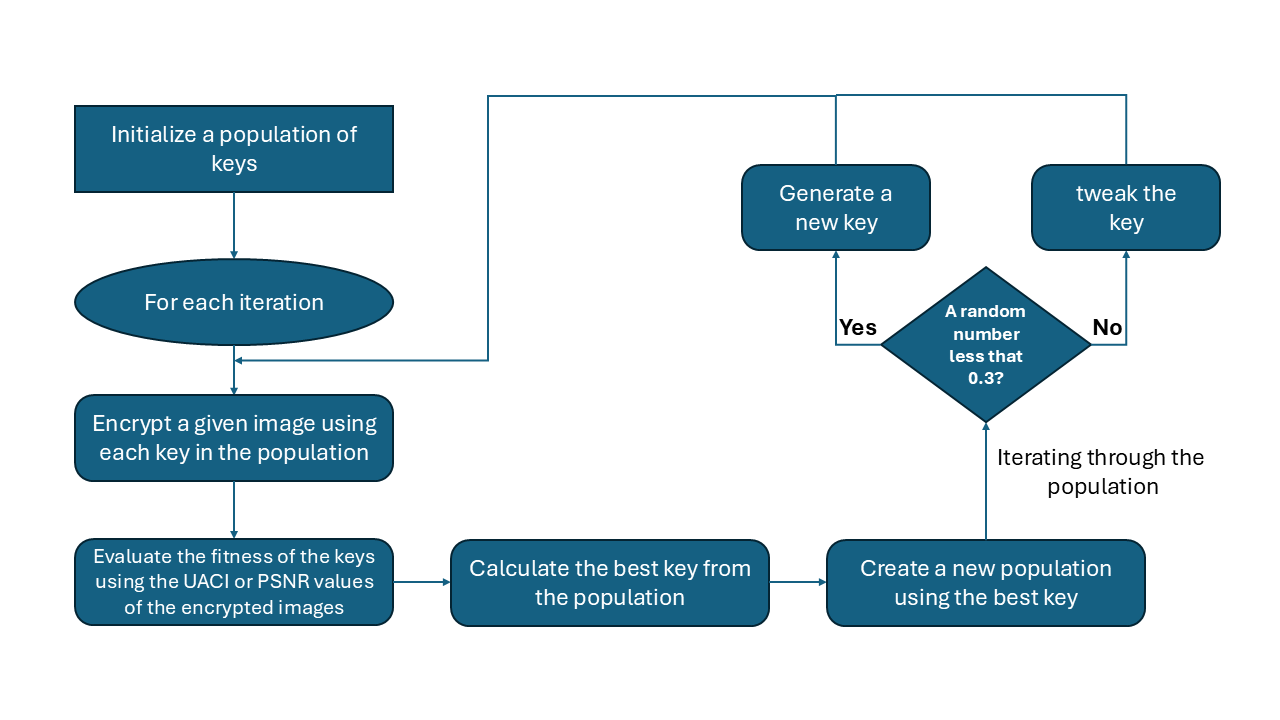 Initialize a population of
keys
For each iteration
Encrypt a given image using
each key in the population
Evaluate the fitness of the keys
using the UACI or PSNR values
of the encrypted images
Calculate the best key from
the population
Create a new population
using the best key
Iterating through the
population
A random
number
less that
0.3?
Yes
No
Generate a
new key
tweak the
key